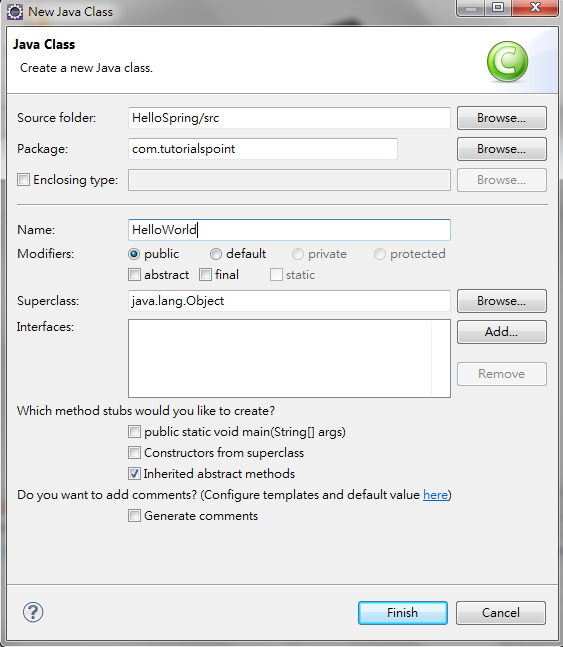 New Java Class
Java Class
Create a new Java class.
Source folder: HelloSpring/src Browse...
Package: com.tutorialspoint Browse...
Enclosing type: Browse...
Name: HelloWorld
Modifiers: public default private protected
abstract final static
Superclass: java.lang.Object Browse...
Interfaces: Add...
Remove
Which method stubs would you like to create?
public static void main(String[] args)
Constructors from superclass
Inherited abstract methods
Do you want to add comments? (Configure templates and default value here)
Generate comments
? Finish Cancel